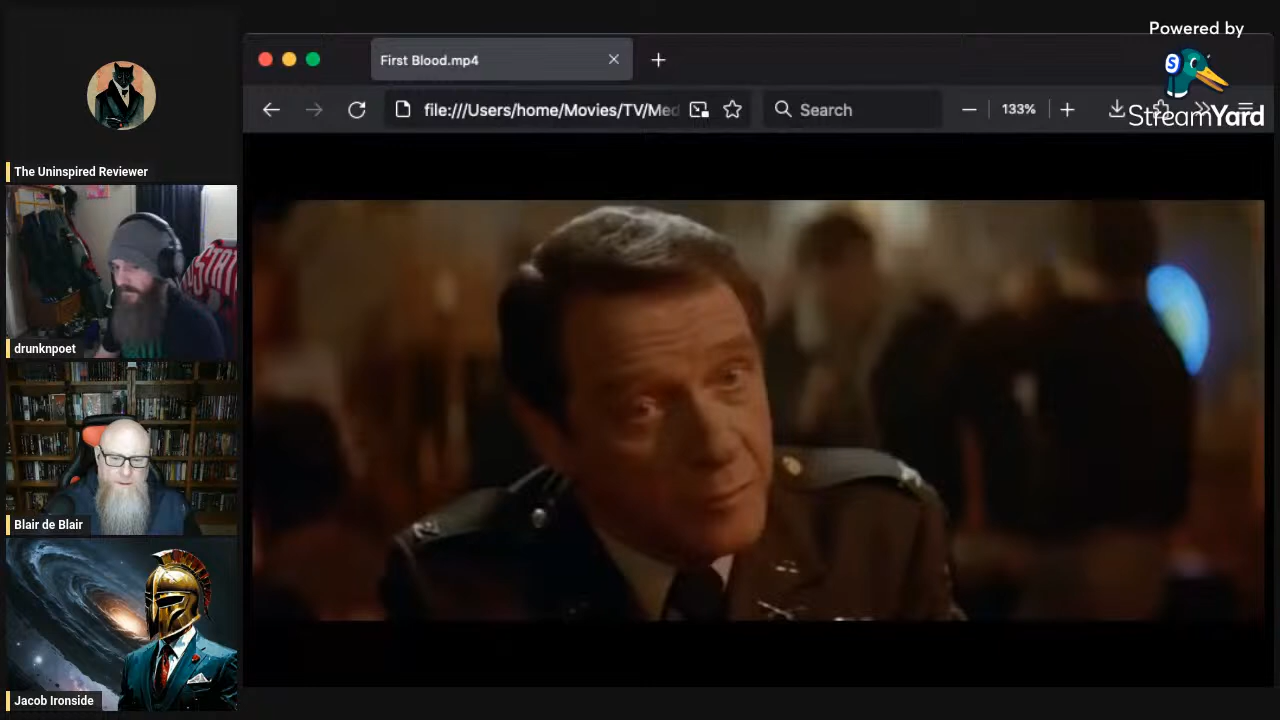 Powered by
StreamYard
First Blood.mp4
file:///Users/home/Movies/TV/Med
Search
133%
The Uninspired Reviewer
drunknpoet
Blair de Blair
Jacob Ironside